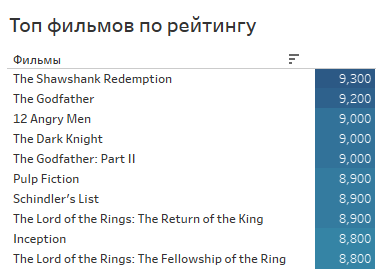 Топ фильмов по рейтингу
Фильмы
The Shawshank Redemption 9,300
The Godfather 9,200
12 Angry Men 9,000
The Dark Knight 9,000
The Godfather: Part II 9,000
Pulp Fiction 8,900
Schindler's List 8,900
The Lord of the Rings: The Return of the King 8,900
Inception 8,800
The Lord of the Rings: The Fellowship of the Ring 8,800